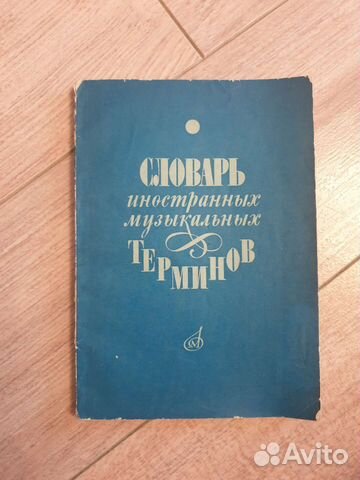 СЛОВАРЬ
иностранных
музыкальных
ТЕРМИНОВ
Avito